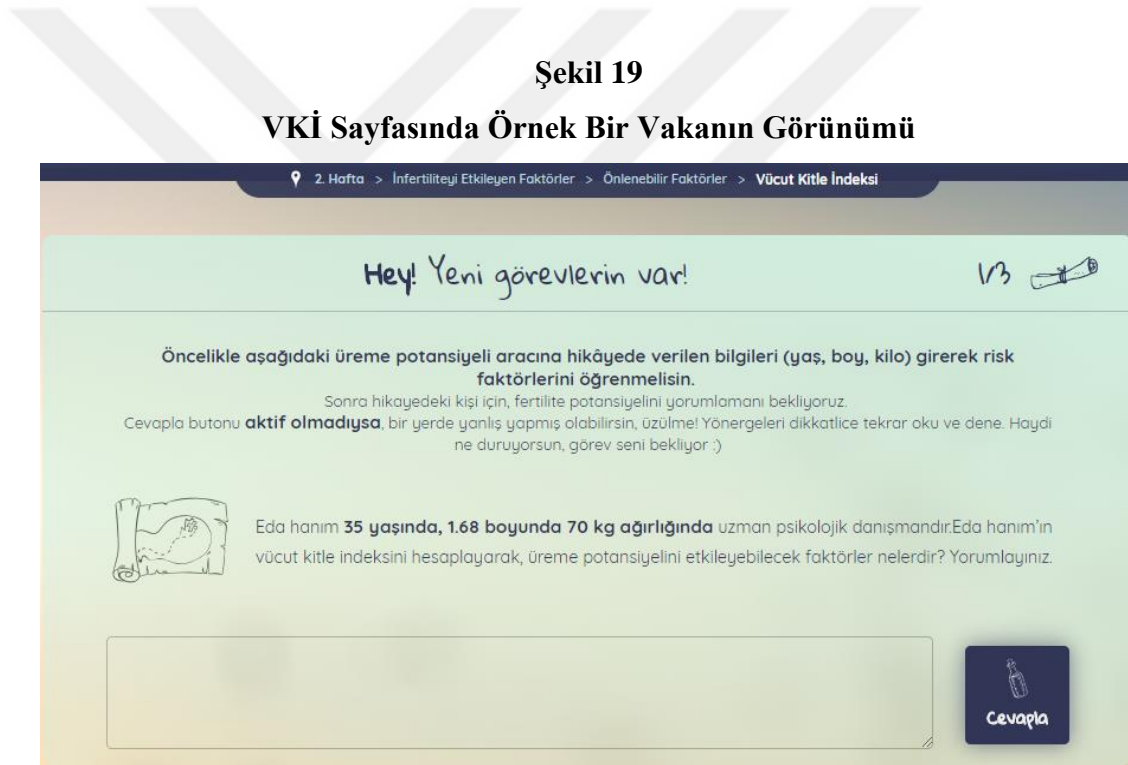 Şekil 19
VKİ Sayfasında Örnek Bir Vakanın Görünümü
2. Hafta > İnfertiliteyi Etkileyen Faktörler > Önlenebilir Faktörler > Vücut Kitle İndeksi
Hey! Yeni görevlerin var!
1/3
Öncelikle aşağıdaki üreme potansiyeli aracına hikâyede verilen bilgileri (yaş, boy, kilo) girerek risk
faktörlerini öğrenmelisin.
Sonra hikayedeki kişi için, fertilite potansiyelini yorumlamanı bekliyoruz.
Cevapla butonu aktif olmadıysa, bir yerde yanlış yapmış olabilirsin, üzülme! Yönergeleri dikkatlice tekrar oku ve dene. Haydi
ne duruyorsun, görev seni bekliyor :)
Eda hanım 35 yaşında, 1.68 boyunda 70 kg ağırlığında uzman psikolojik danışmandır.Eda hanım'ın
vücut kitle indeksini hesaplayarak, üreme potansiyelini etkileyebilecek faktörler nelerdir? Yorumlayınız.
Cevapla